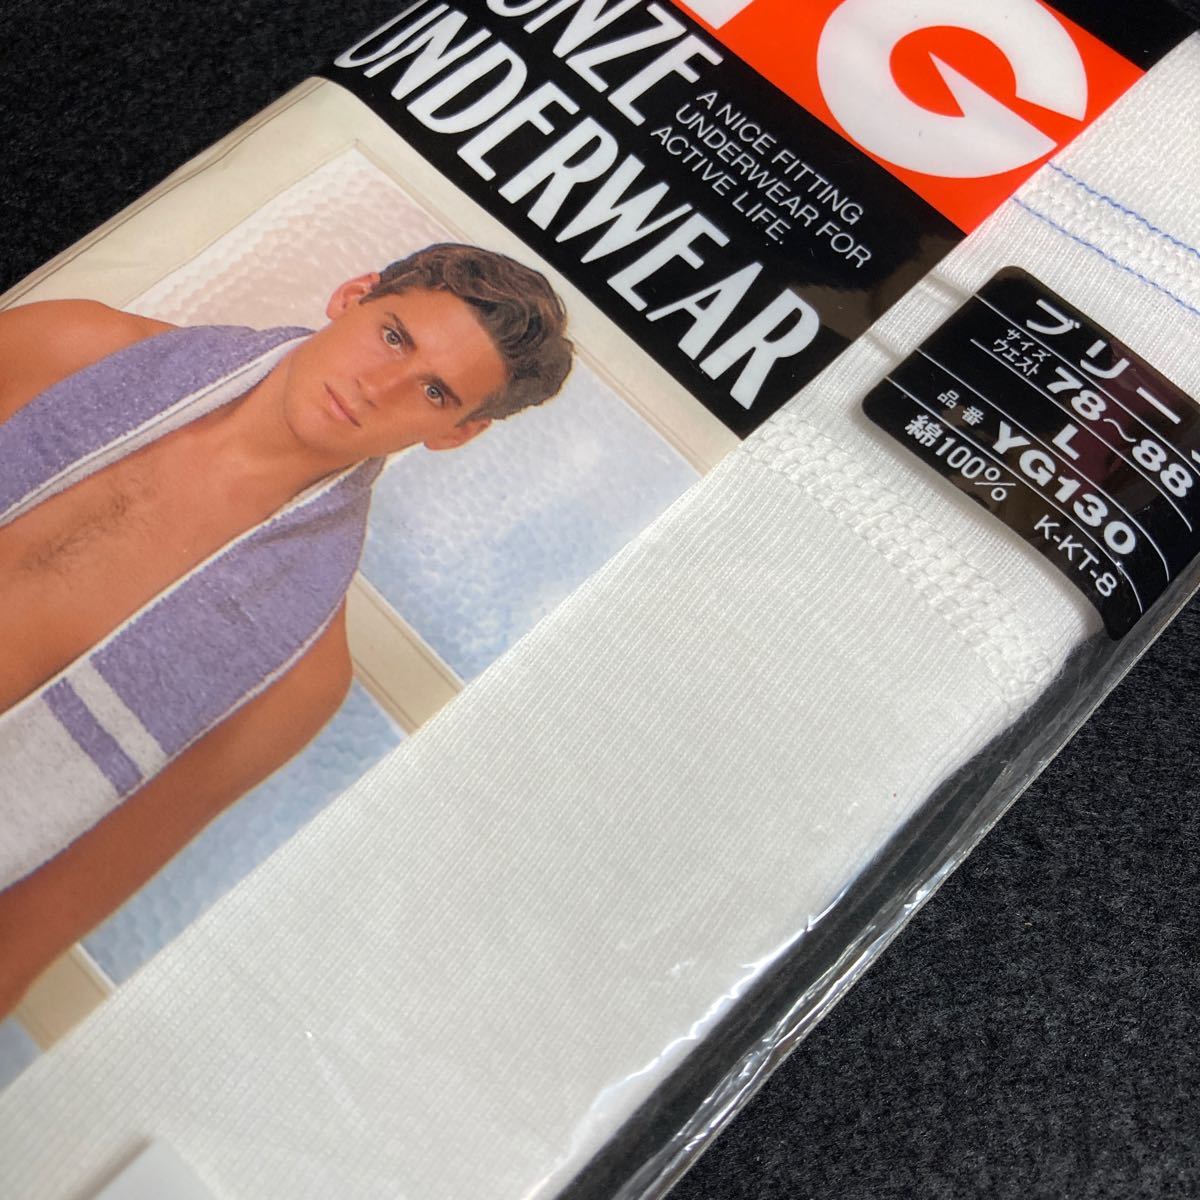 YG
UNZE
UNDERWEAR
A NICE FITTING
UNDERWEAR FOR
ACTIVE LIFE.
ブリー
サイズ
ウエスト
78~88
L
品番 YG130
綿100%
K-KT-8